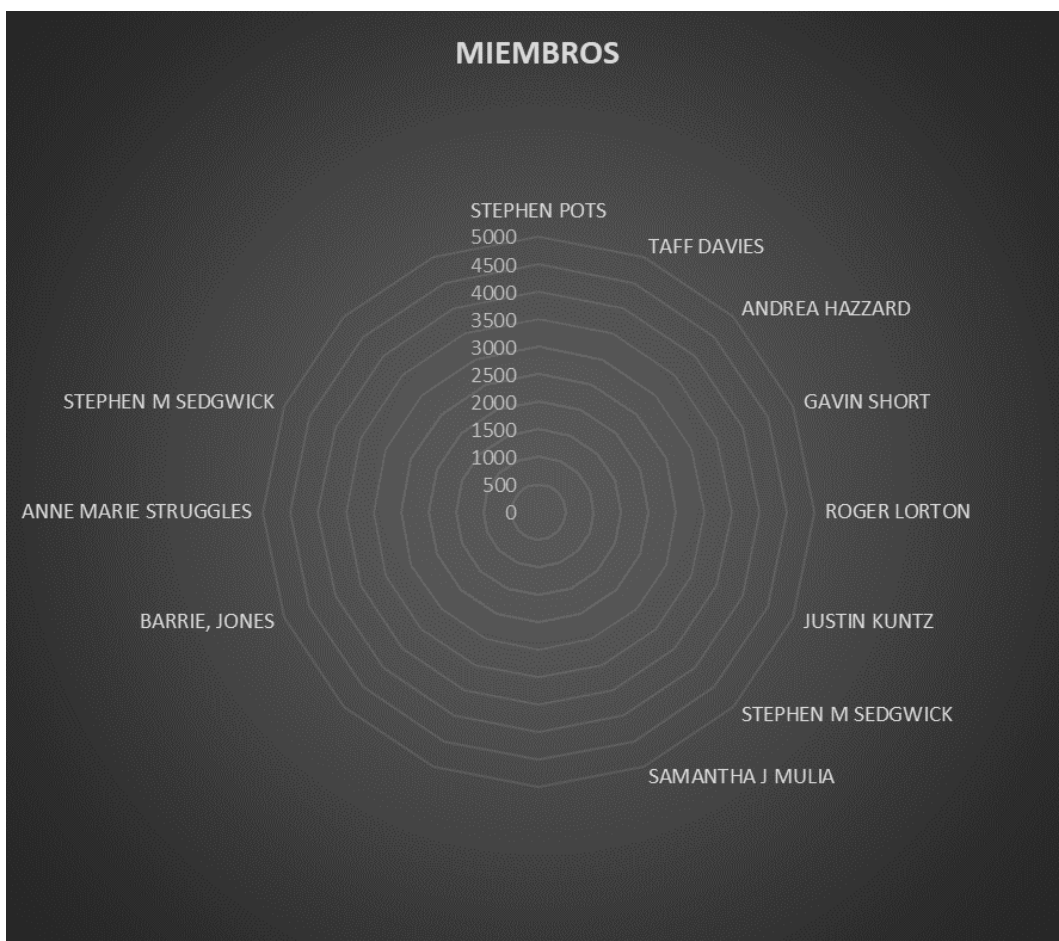 MIEMBROS
STEPHEN POTS
TAFF DAVIES
ANDREA HAZZARD
GAVIN SHORT
ROGER LORTON
JUSTIN KUNTZ
STEPHEN M SEDGWICK
SAMANTHA J MULIA
BARRIE, JONES
ANNE MARIE STRUGGLES
STEPHEN M SEDGWICK
5000
4500
4000
3500
3000
2500
2000
1500
1000
500
0